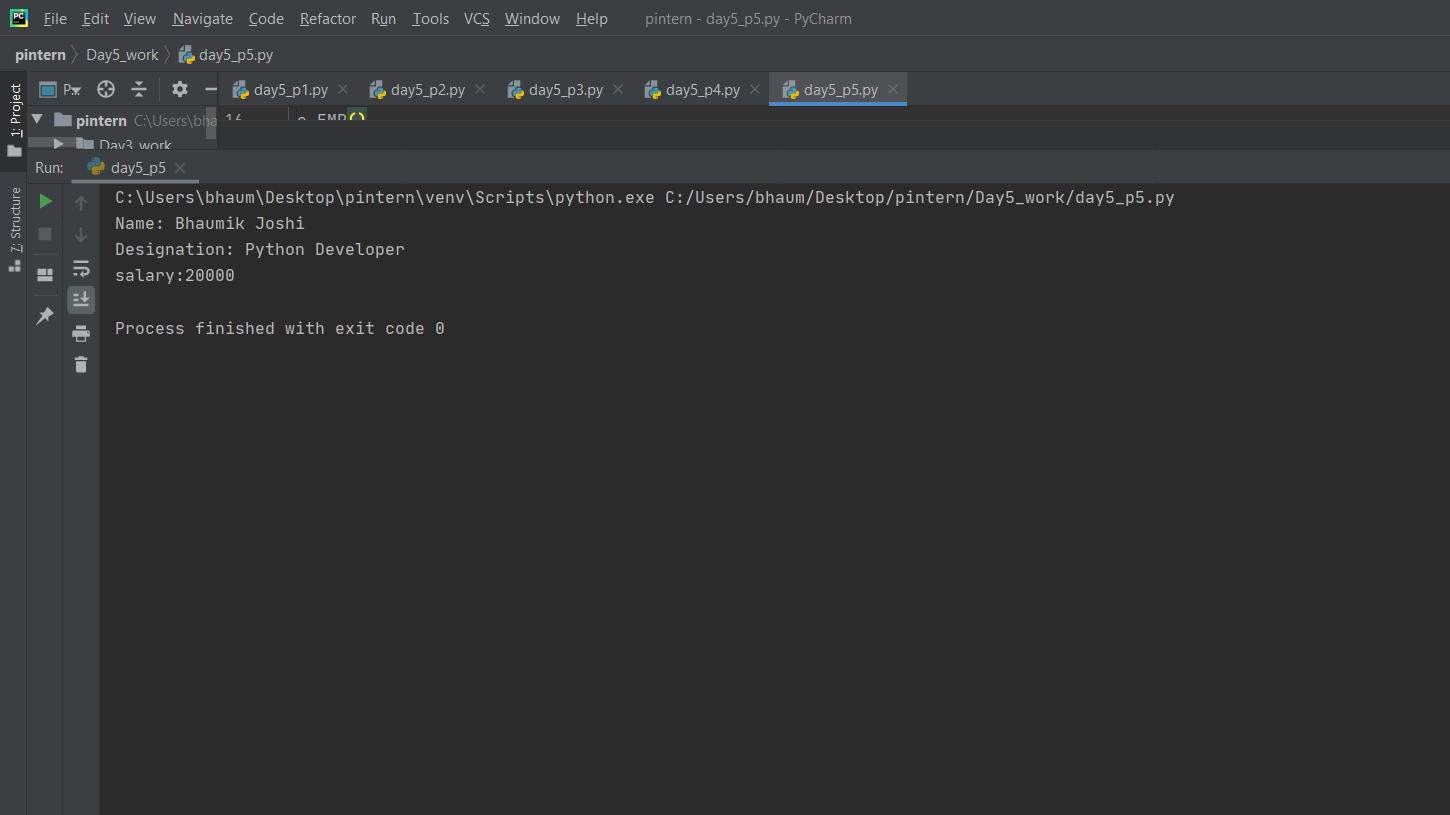 PC File Edit View Navigate Code Refactor Run Tools VCS Window Help pintern - day5_p5.py - PyCharm
pintern Day5_work day5_p5.py
P.. day5_p1.py day5_p2.py day5_p3.py day5_p4.py day5_p5.py
1: Project
pintern C:\Users\bha 16 e.EMP()
Day3_work
Run: day5_p5
7: Structure
C:\Users\bhaum\Desktop\pintern\venv\Scripts\python.exe C:/Users/bhaum/Desktop/pintern/Day5_work/day5_p5.py
Name: Bhaumik Joshi
Designation: Python Developer
salary:20000
Process finished with exit code 0